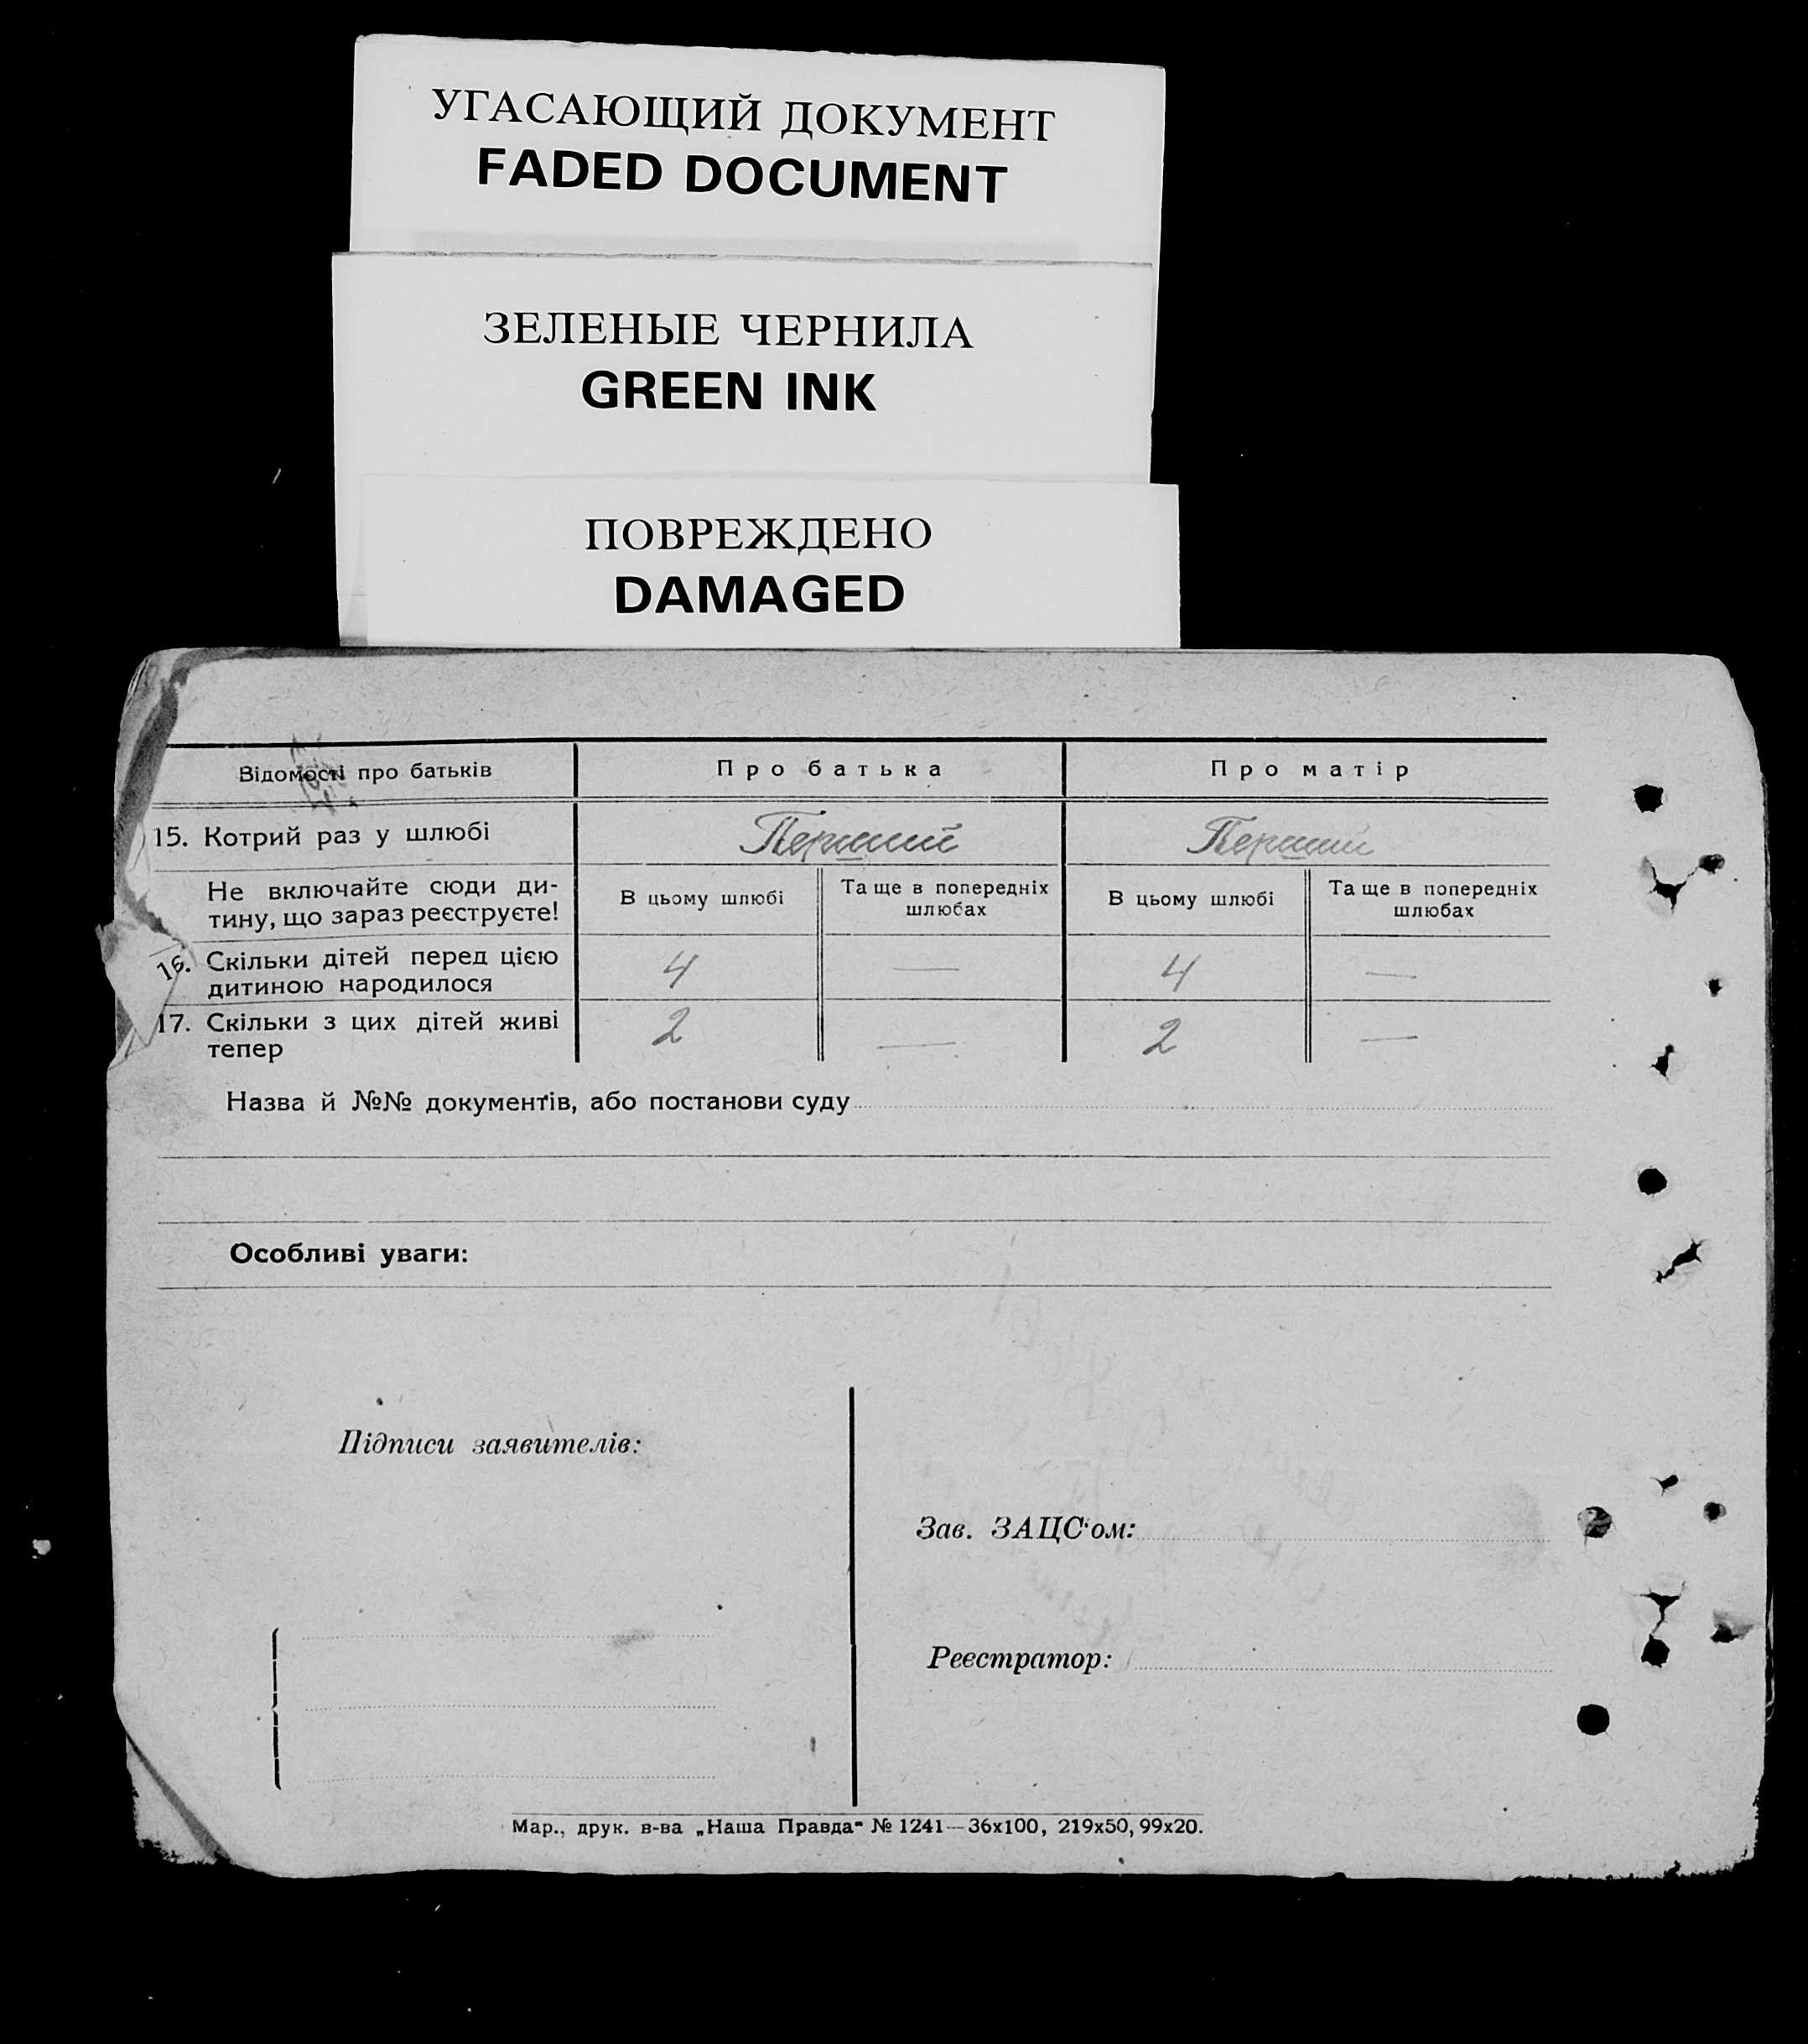 УГАСАЮЩИЙ ДОКУМЕНТ
FADED DOCUMENT
ЗЕЛЕНЫЕ ЧЕРНИЛА
GREEN INK
ПОВРЕЖДЕНО
DAMAGED
Відомості про батьків Про батька Про матір
15. Котрий раз у шлюбі Перший Перший
Не включайте сюди ди-
тину, що зараз реєструєте!
В цьому шлюбі Та ще в попередніх
шлюбах
В цьому шлюбі Та ще в попередніх
шлюбах
16. Скільки дітей перед цією
дитиною народилося
4 — 4 —
17. Скільки з цих дітей живі
тепер
2 — 2 —
Назва й №№ документів, або постанови суду
Особливі уваги:
Підписи заявителів:
Зав. ЗАЦС'ом:
Реєстратор:
Мар., друк. в-ва „Наша Правда" № 1241—36х100, 219х50, 99х20.